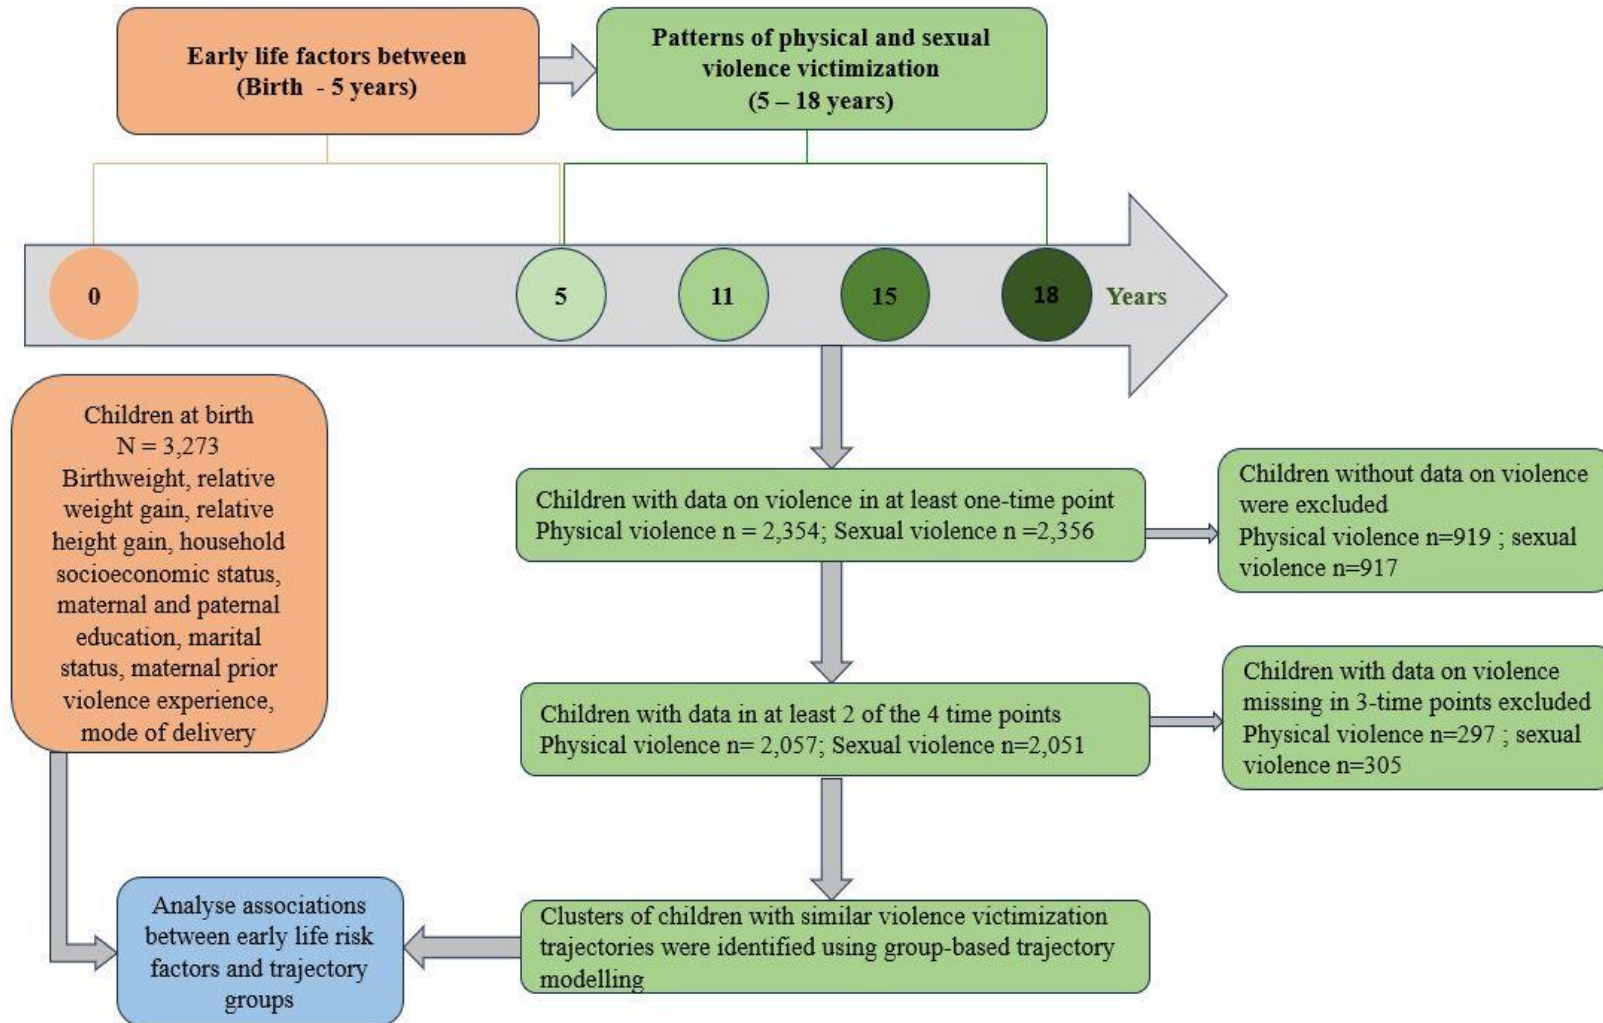 Early life factors between
(Birth - 5 years)
Patterns of physical and sexual
violence victimization
(5 – 18 years)
0
5
11
15
18
Years
Children at birth
N = 3,273
Birthweight, relative
weight gain, relative
height gain, household
socioeconomic status,
maternal and paternal
education, marital
status, maternal prior
violence experience,
mode of delivery
Children with data on violence in at least one-time point
Physical violence n = 2,354; Sexual violence n =2,356
Children without data on violence
were excluded
Physical violence n=919 ; sexual
violence n=917
Children with data in at least 2 of the 4 time points
Physical violence n= 2,057; Sexual violence n=2,051
Children with data on violence
missing in 3-time points excluded
Physical violence n=297 ; sexual
violence n=305
Analyse associations
between early life risk
factors and trajectory
groups
Clusters of children with similar violence victimization
trajectories were identified using group-based trajectory
modelling